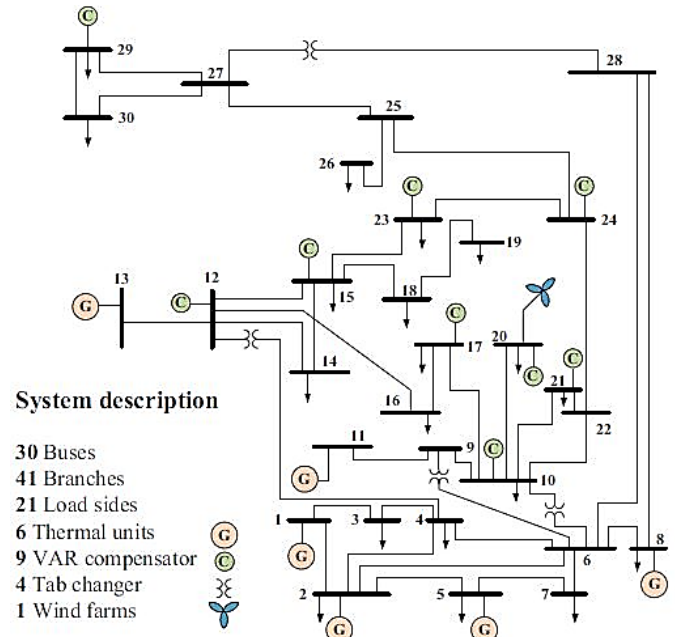 C
29
27
28
30
25
26
C
C
23
24
19
C
13
12
15
18
G
C
C
17
20
14
C
C
21
System description
16
22
30 Buses
11
9
C
10
41 Branches
G
21 Load sides
1
3
4
6 Thermal units
G
G
6
8
9 VAR compensator
C
G
4 Tab changer
2
5
7
1 Wind farms
G
G